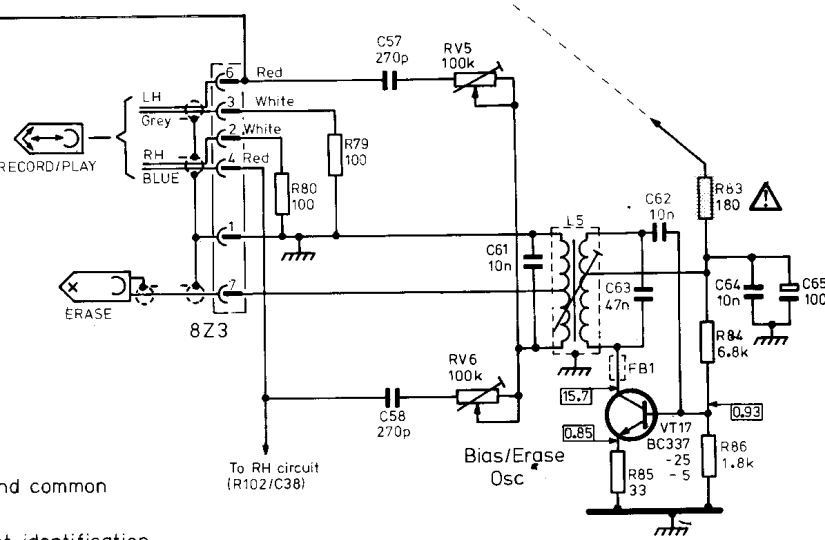 C57
270p
RV5
100k
6 Red
LH
3 White
Grey
2 White
RH
4 Red
BLUE
RECORD/PLAY
R79
100
R80
100
R83
180
C62
10n
L5
1
C61
10n
C63
47n
C64
10n
C65
100
ERASE
7
8Z3
R84
6.8k
RV6
100k
FB1
15.7
0.93
C58
270p
0.85
VT17
BC337
-25
-5
R86
1.8k
Bias/Erase
Osc
R85
33
To RH circuit
(R102/C38)
nd common